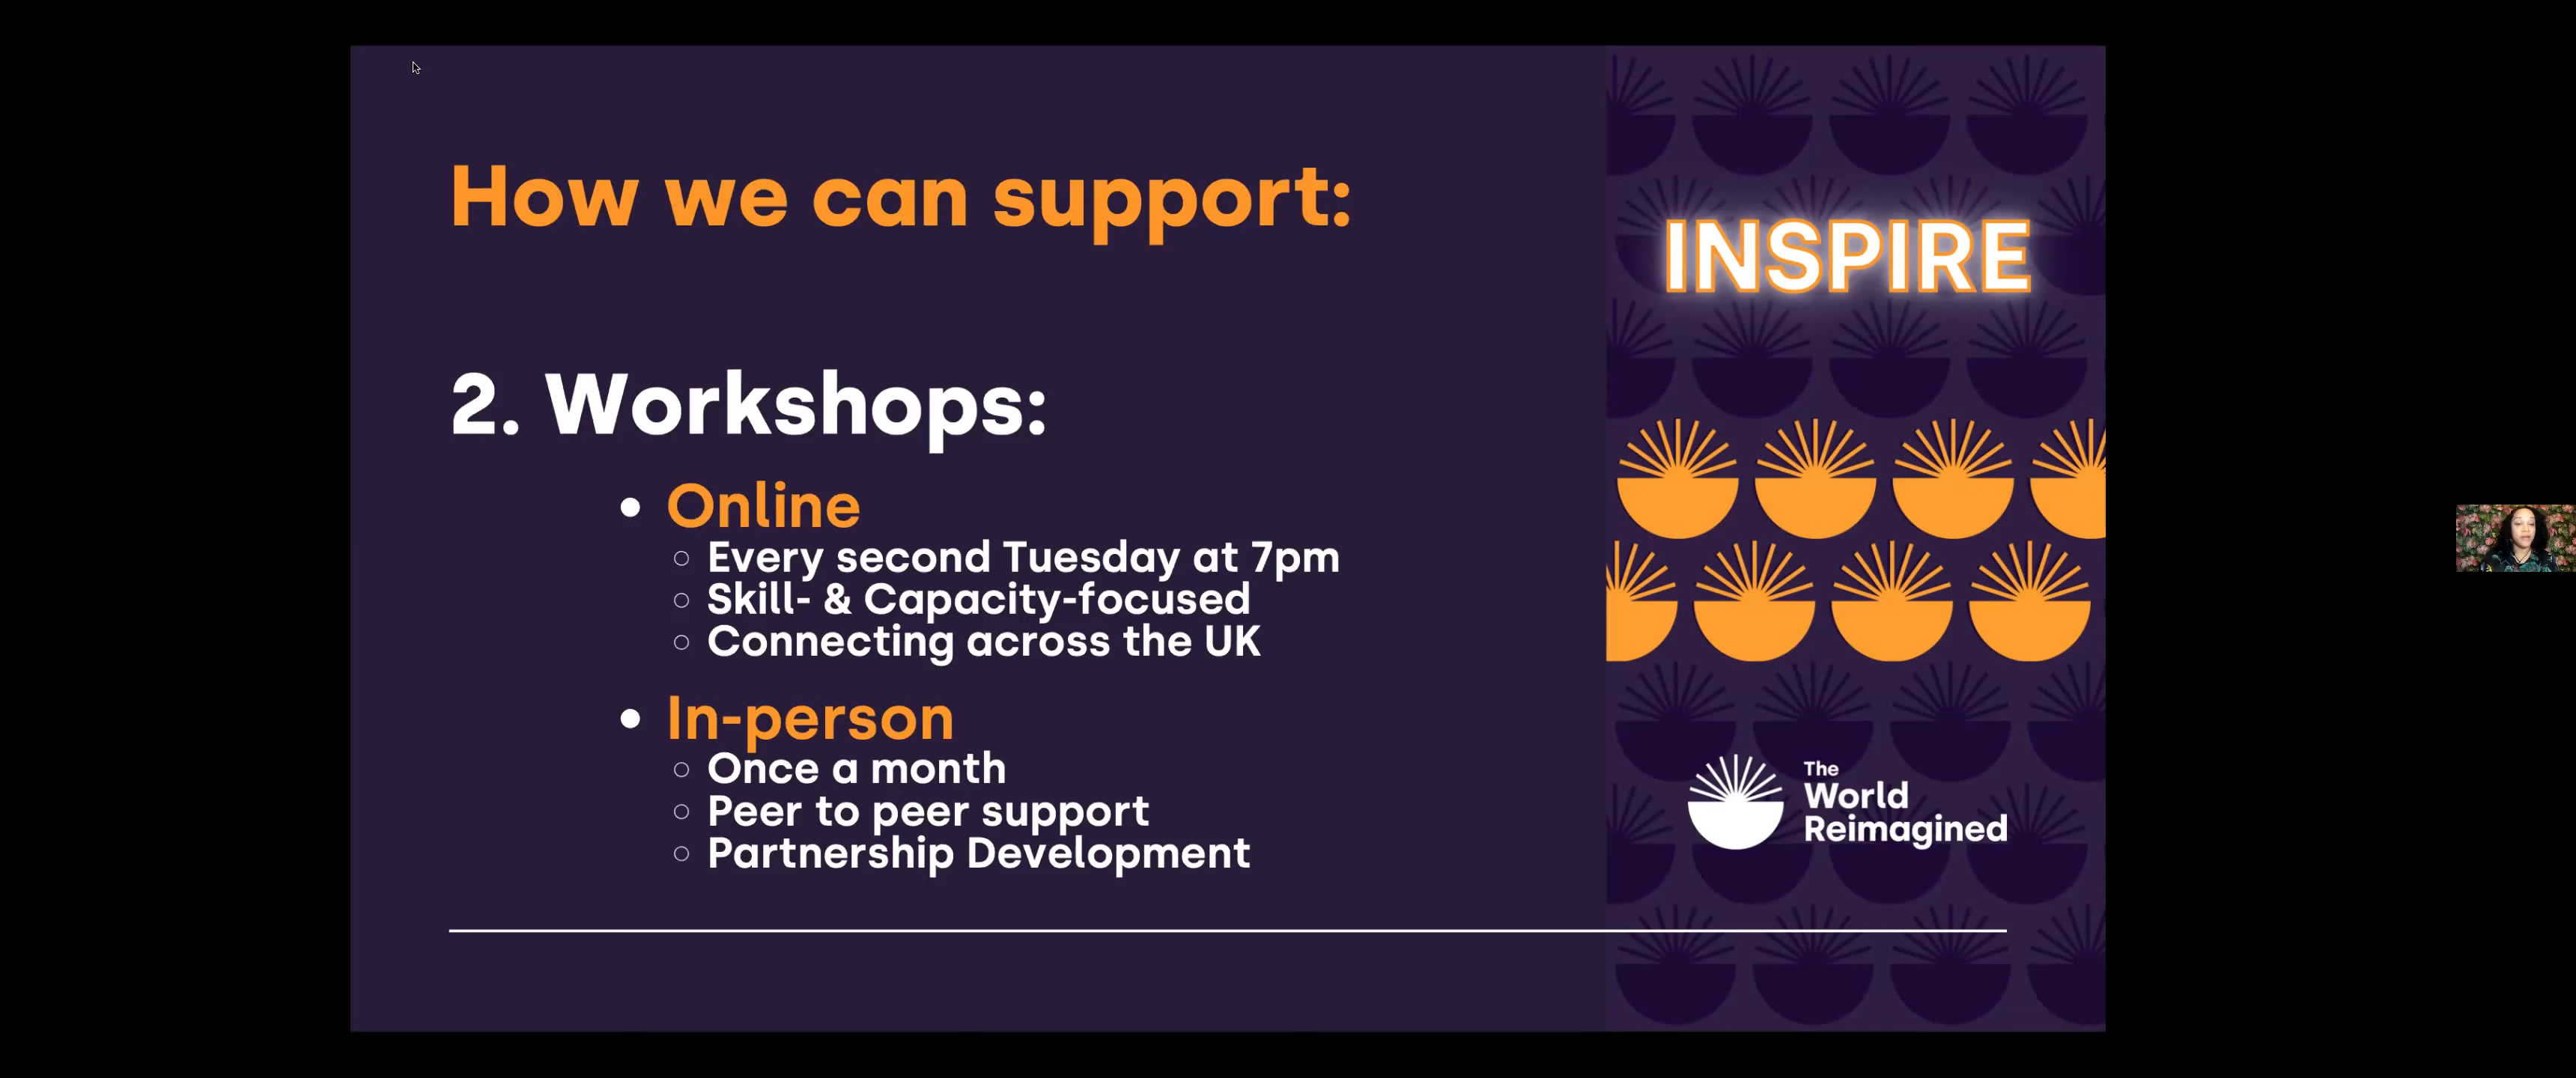 How we can support:
INSPIRE
2. Workshops:
Online
Every second Tuesday at 7pm
Skill- & Capacity-focused
Connecting across the UK
In-person
Once a month
Peer to peer support
Partnership Development
The
World
Reimagined